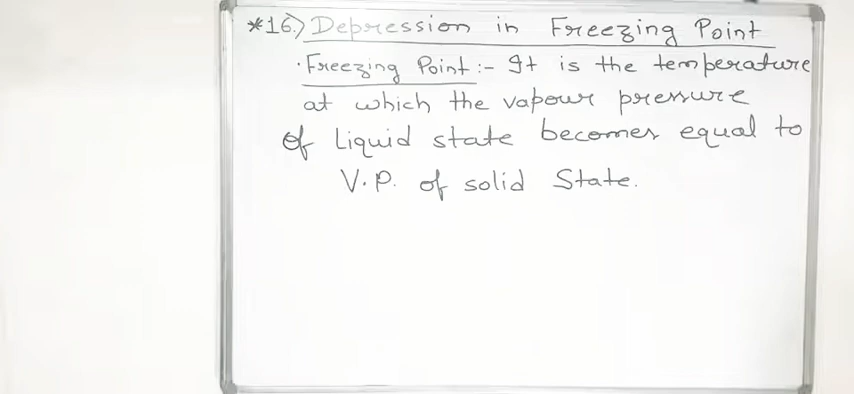 *16.) Depression in Freezing Point
· Freezing Point :- It is the temperature
at which the vapour pressure
of Liquid state becomes equal to
V.P. of solid State.